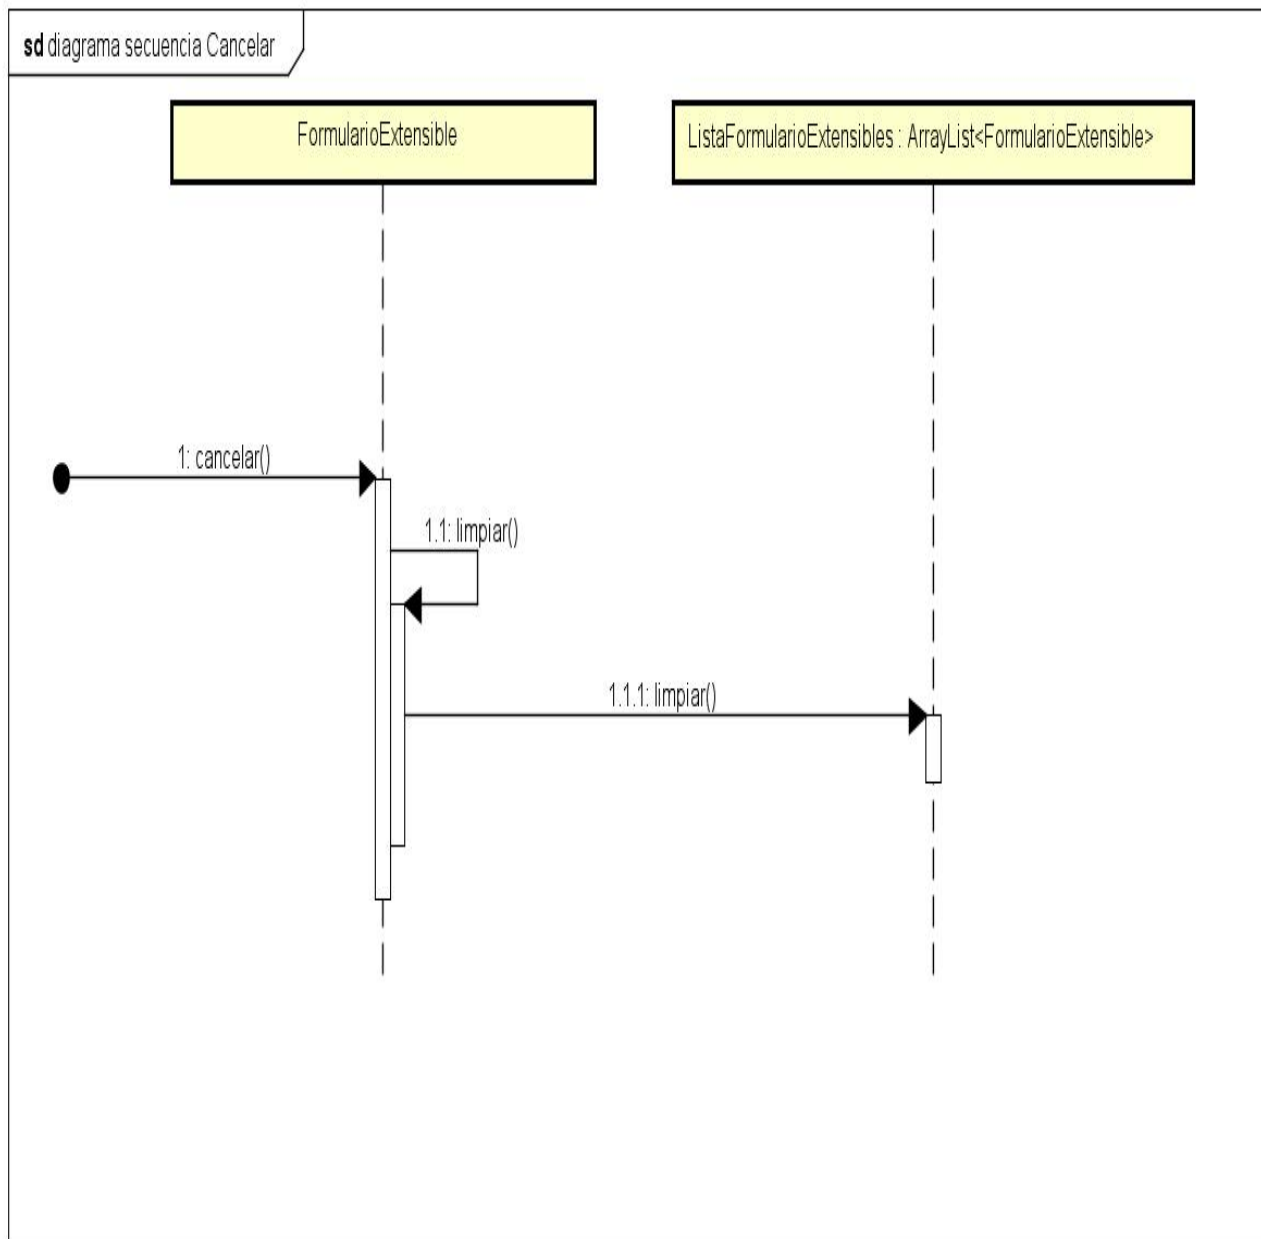 sd diagrama secuencia Cancelar
FormularioExtensible
ListaFormularioExtensibles : ArrayList<FormularioExtensible>
1: cancelar()
1.1: limpiar()
1.1.1: limpiar()